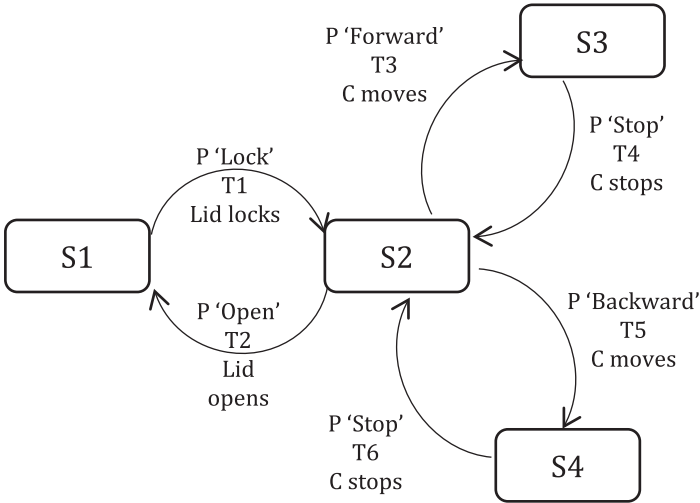 P ‘Forward’
T3
C moves
S3
P ‘Stop’
T4
C stops
P ‘Lock’
T1
Lid locks
S1
S2
P ‘Open’
T2
Lid
opens
P ‘Backward’
T5
C moves
P ‘Stop’
T6
C stops
S4